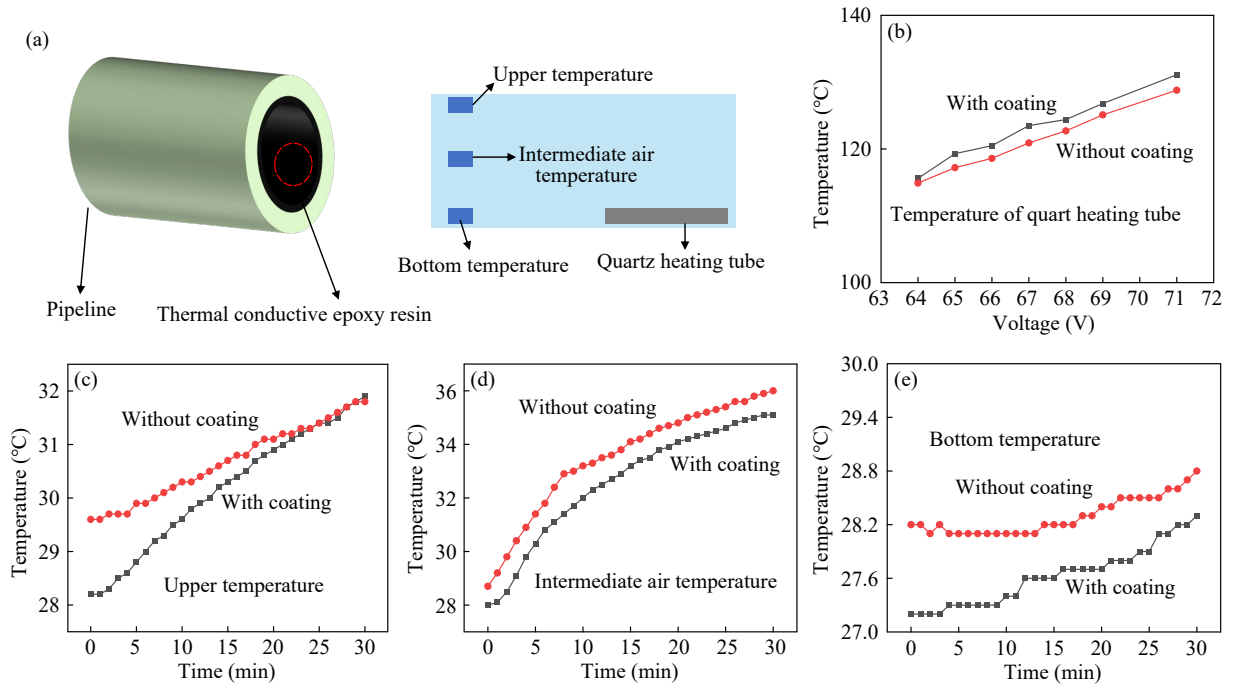 (a)
Upper temperature
Intermediate air
temperature
Bottom temperature
Quartz heating tube
Pipeline
Thermal conductive epoxy resin
(b)
140
120
100
Temperature (°C)
With coating
Without coating
Temperature of quart heating tube
63 64 65 66 67 68 69 70 71 72
Voltage (V)
(c)
32
31
30
29
28
Temperature (°C)
Without coating
With coating
Upper temperature
0 5 10 15 20 25 30
Time (min)
(d)
36
34
32
30
28
Temperature (°C)
Without coating
With coating
Intermediate air temperature
0 5 10 15 20 25 30
Time (min)
(e)
30.0
29.4
28.8
28.2
27.6
27.0
Temperature (°C)
Bottom temperature
Without coating
With coating
0 5 10 15 20 25 30
Time (min)